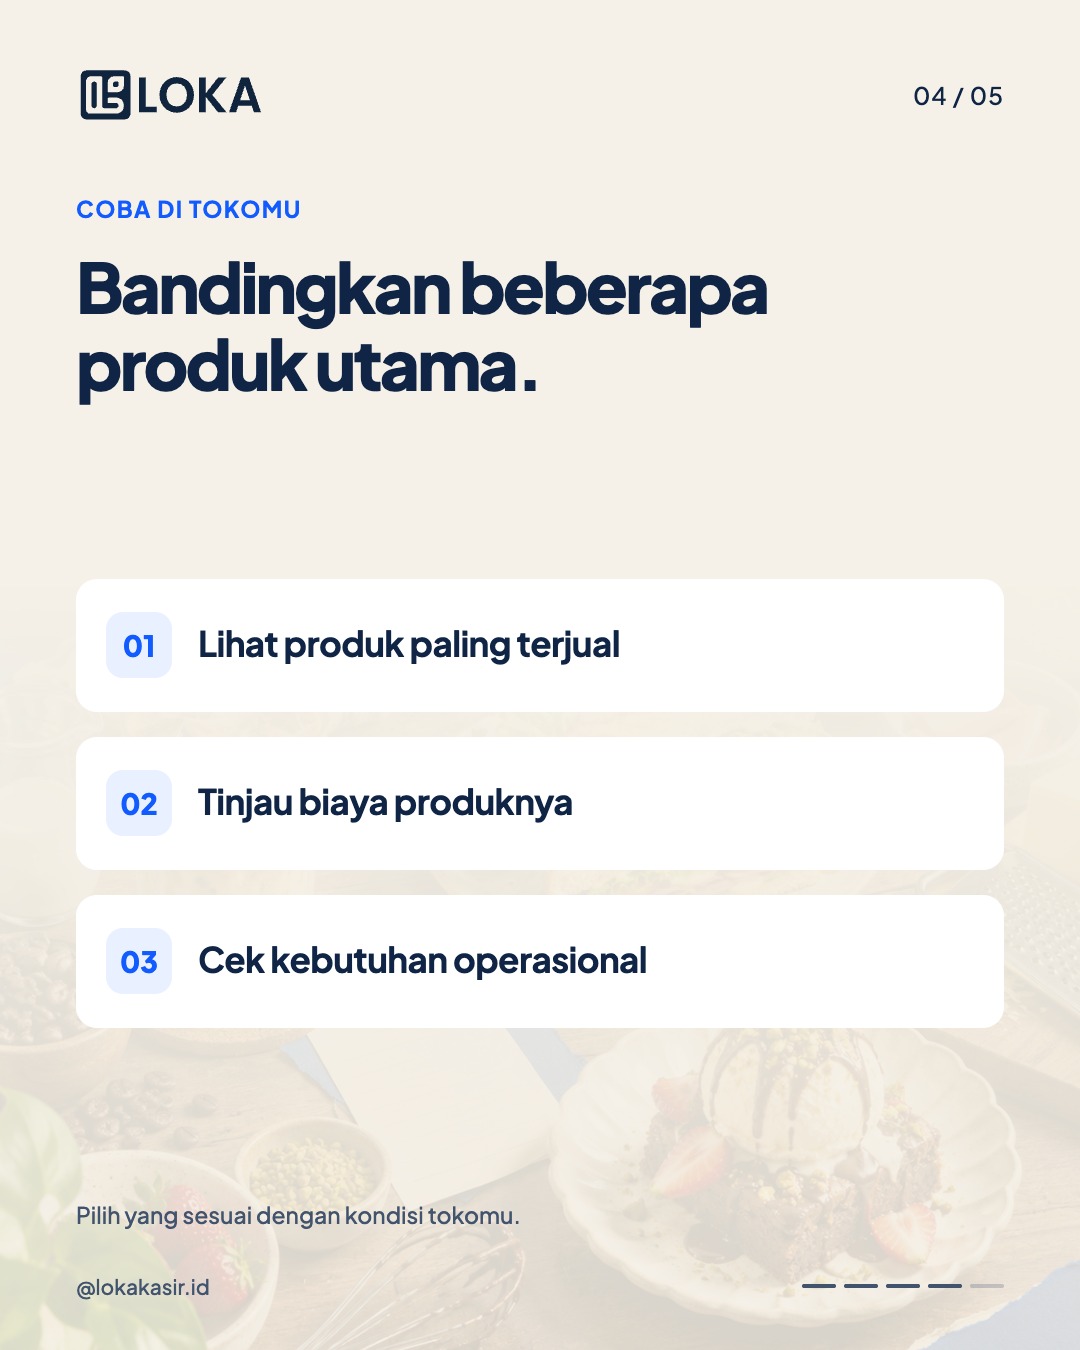 LOKA
04 / 05
COBA DI TOKOMU
Bandingkan beberapa
produk utama.
01 Lihat produk paling terjual
02 Tinjau biaya produknya
03 Cek kebutuhan operasional
Pilih yang sesuai dengan kondisi tokomu.
@lokakasir.id